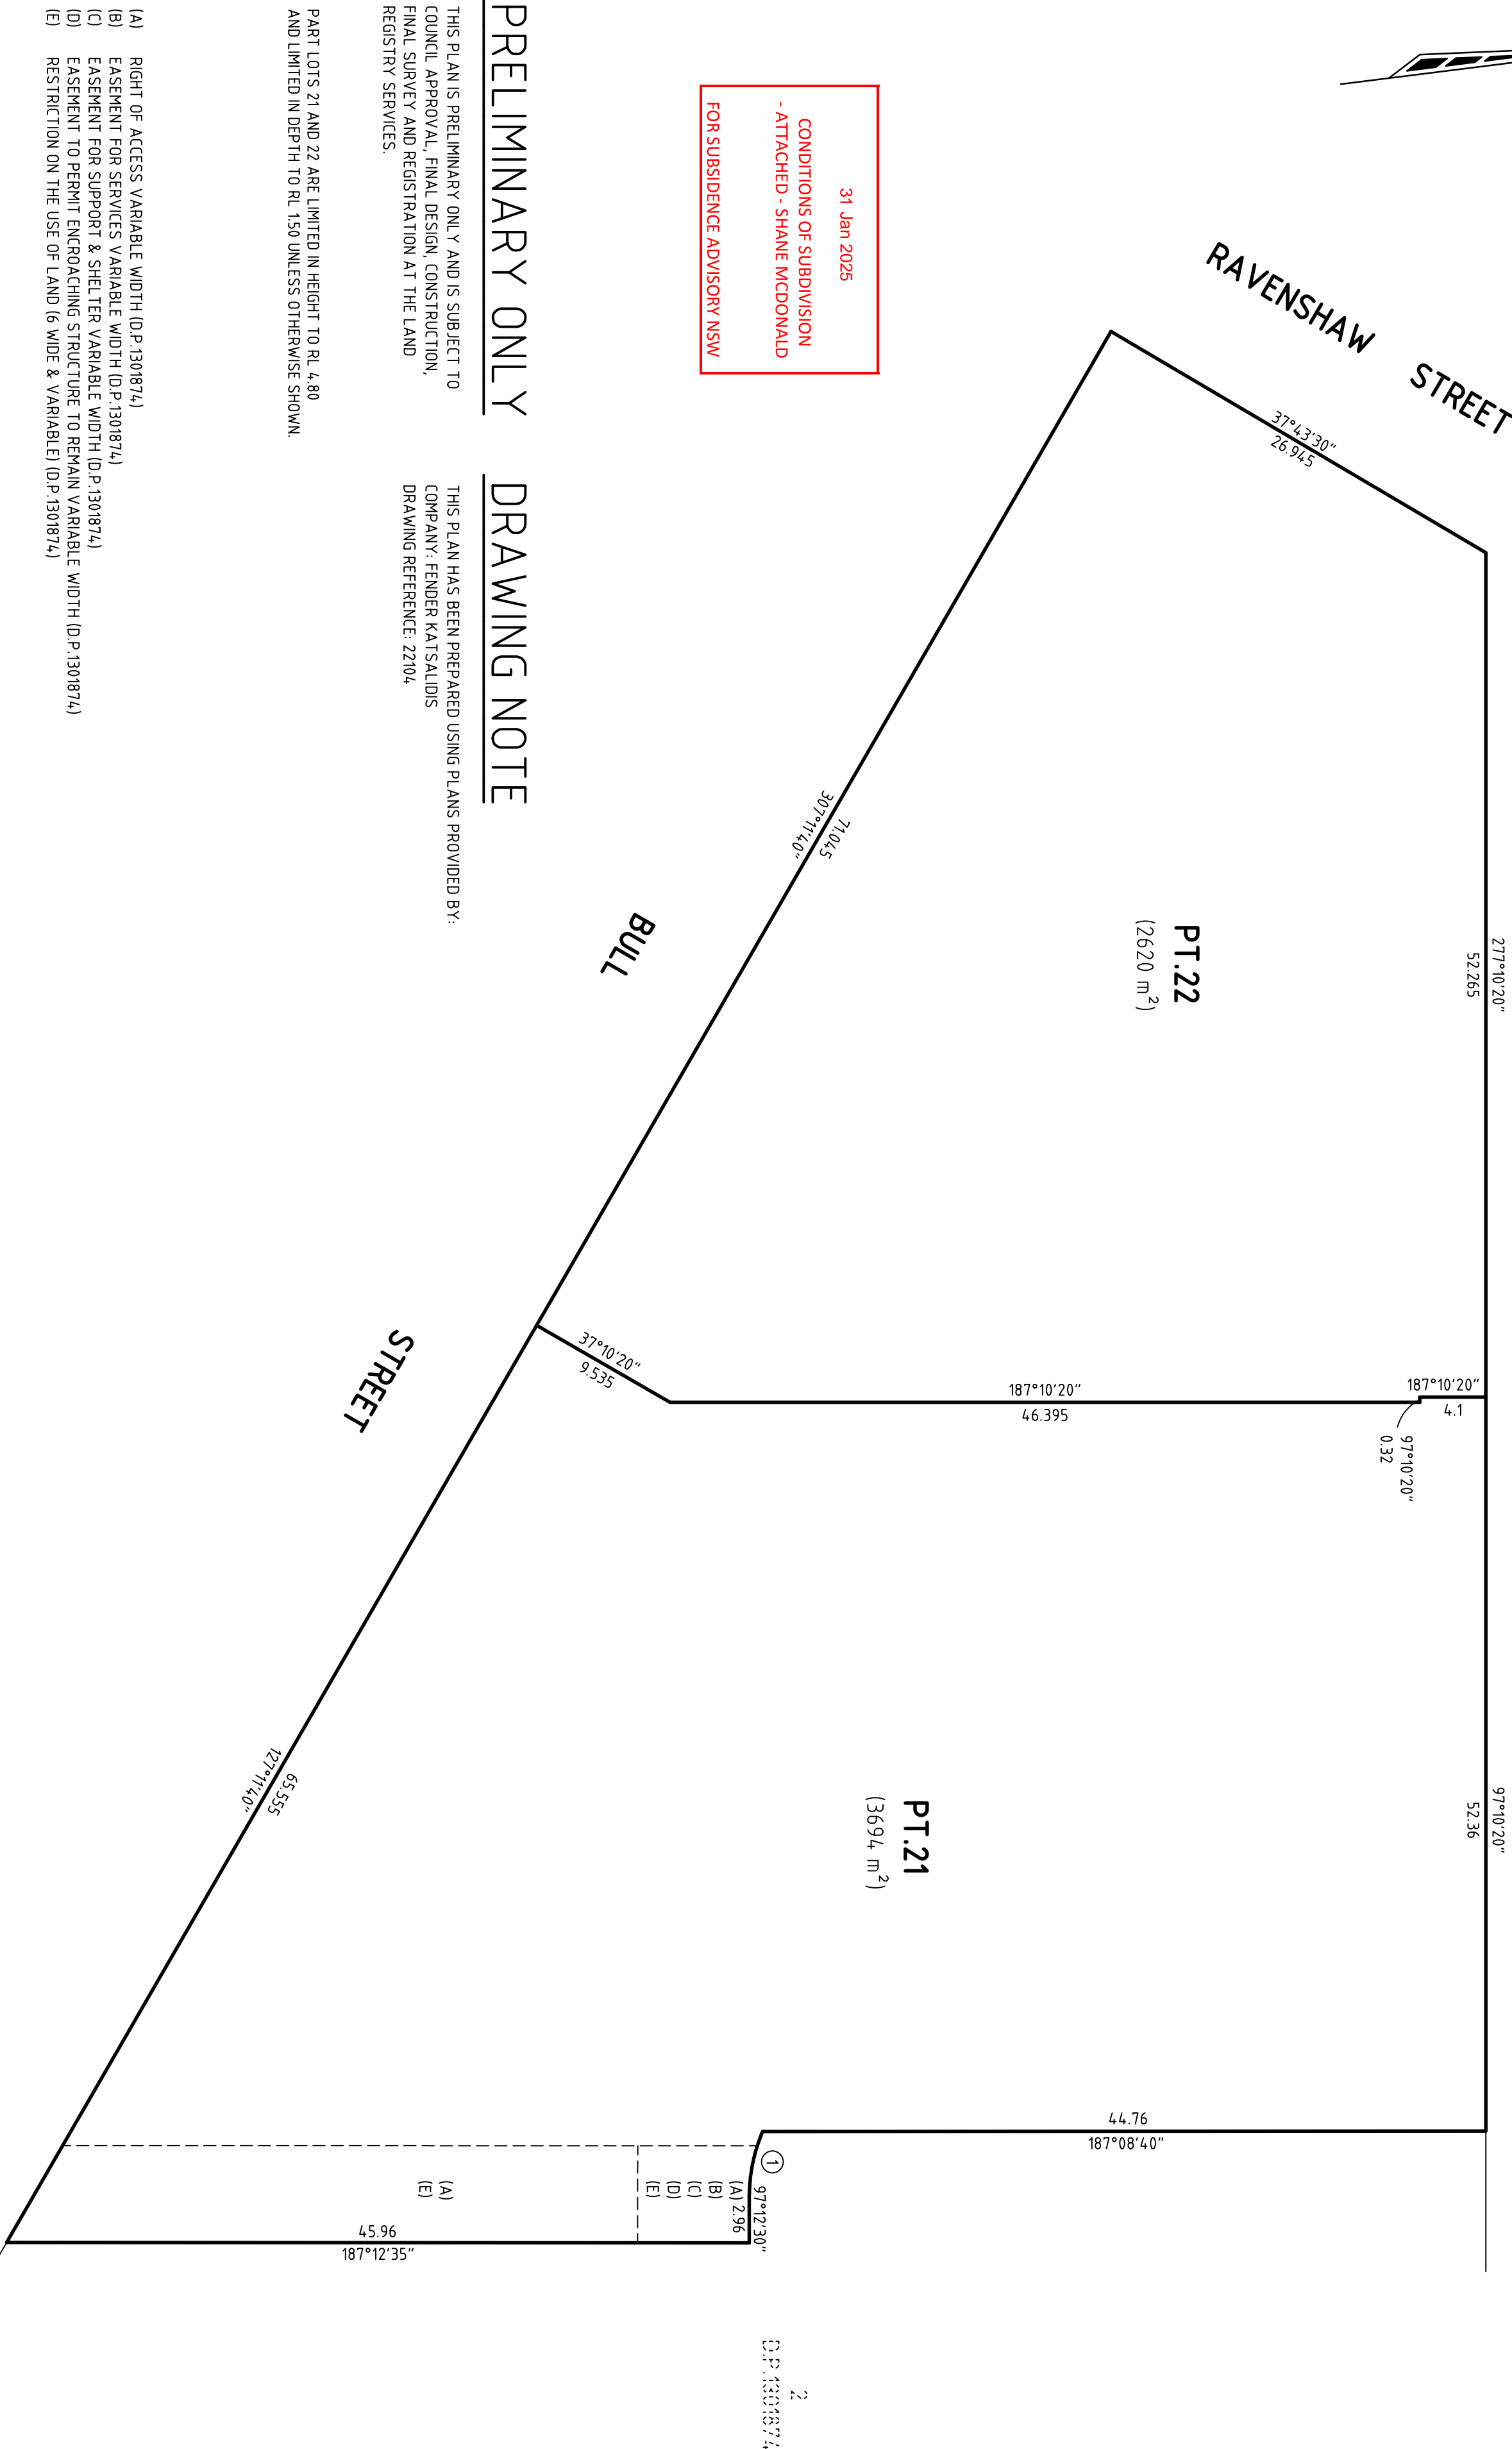 RAVENSHAW STREET
37°43'30"
26.945
277°10'20"
52.265
PT.22
(2620 m²)
71.045
307°11'40"
BULL
STREET
37°10'20"
9.535
187°10'20"
46.395
187°10'20"
4.1
97°10'20"
0.32
97°10'20"
52.36
PT.21
(3694 m²)
65.555
127°11'40"
44.76
187°08'40"
1
97°12'30"
(A) 2.96
(B)
(C)
(D)
(E)
(A)
(E)
45.96
187°12'35"
2
D.P.1301874
31 Jan 2025
CONDITIONS OF SUBDIVISION
- ATTACHED - SHANE MCDONALD
FOR SUBSIDENCE ADVISORY NSW
PRELIMINARY ONLY
THIS PLAN IS PRELIMINARY ONLY AND IS SUBJECT TO
COUNCIL APPROVAL, FINAL DESIGN, CONSTRUCTION,
FINAL SURVEY AND REGISTRATION AT THE LAND
REGISTRY SERVICES.
DRAWING NOTE
THIS PLAN HAS BEEN PREPARED USING PLANS PROVIDED BY:
COMPANY: FENDER KATSALIDIS
DRAWING REFERENCE: 22104
PART LOTS 21 AND 22 ARE LIMITED IN HEIGHT TO RL 4.80
AND LIMITED IN DEPTH TO RL 1.50 UNLESS OTHERWISE SHOWN.
(A) RIGHT OF ACCESS VARIABLE WIDTH (D.P.1301874)
(B) EASEMENT FOR SERVICES VARIABLE WIDTH (D.P.1301874)
(C) EASEMENT FOR SUPPORT & SHELTER VARIABLE WIDTH (D.P.1301874)
(D) EASEMENT TO PERMIT ENCROACHING STRUCTURE TO REMAIN VARIABLE WIDTH (D.P.1301874)
(E) RESTRICTION ON THE USE OF LAND (6 WIDE & VARIABLE) (D.P.1301874)